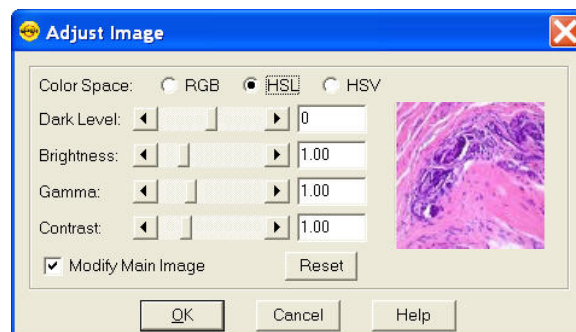 Adjust Image
Color Space: RGB HSL HSV
Dark Level: 0
Brightness: 1.00
Gamma: 1.00
Contrast: 1.00
Modify Main Image Reset
OK Cancel Help